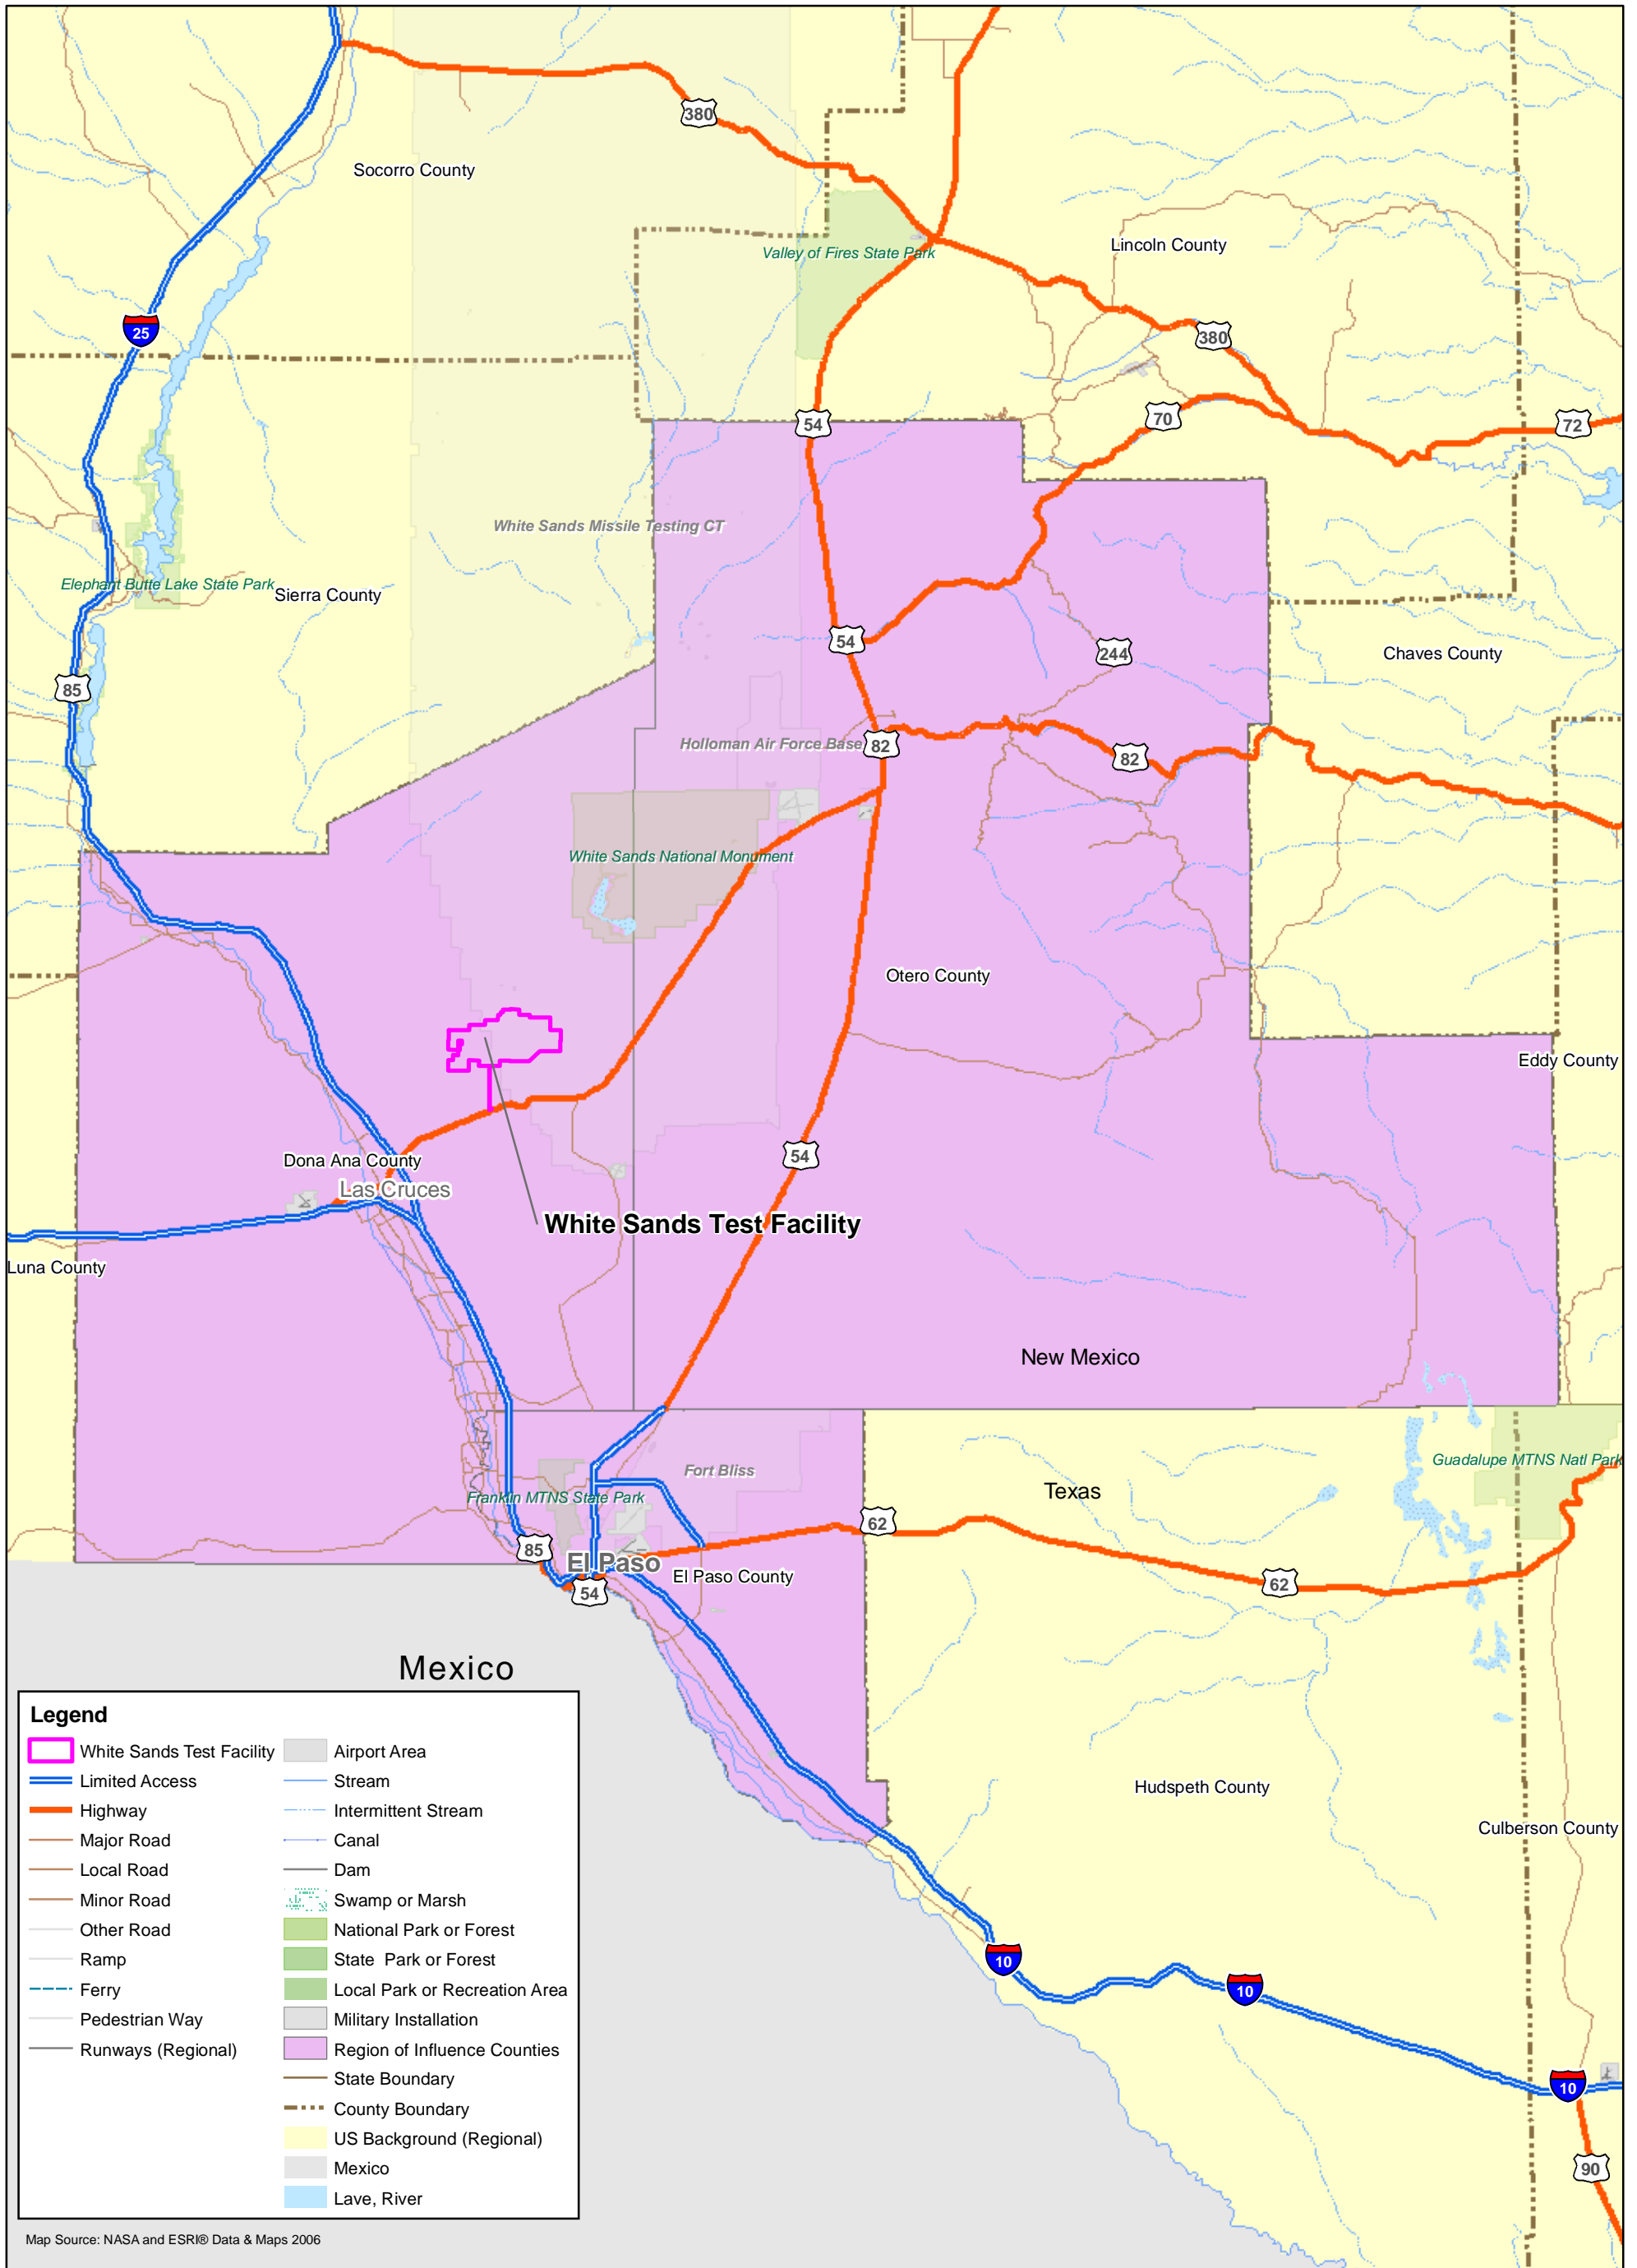 380
Socorro County
Lincoln County
Valley of Fires State Park
25
380
70
54
72
White Sands Missile Testing CT
Elephant Butte Lake State Park
Sierra County
54
244
Chaves County
85
Holloman Air Force Base
82
82
White Sands National Monument
Otero County
Eddy County
54
Dona Ana County
Las Cruces
White Sands Test Facility
Luna County
New Mexico
Guadalupe MTNS Natl Park
Fort Bliss
Texas
Franklin MTNS State Park
62
85
El Paso
El Paso County
62
54
Mexico
Hudspeth County
Culberson County
10
10
10
90
Legend
White Sands Test Facility
Limited Access
Highway
Major Road
Local Road
Minor Road
Other Road
Ramp
Ferry
Pedestrian Way
Runways (Regional)
Airport Area
Stream
Intermittent Stream
Canal
Dam
Swamp or Marsh
National Park or Forest
State  Park or Forest
Local Park or Recreation Area
Military Installation
Region of Influence Counties
State Boundary
County Boundary
US Background (Regional)
Mexico
Lave, River
Map Source: NASA and ESRI® Data & Maps 2006